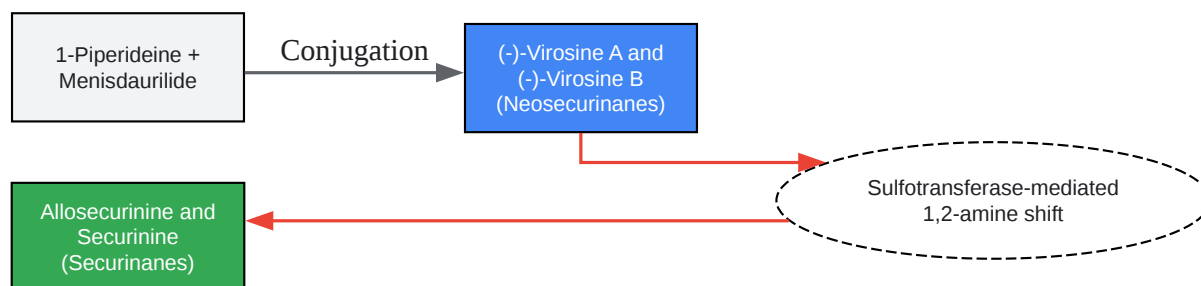 1-Piperideine +
Menisdaurilide
Conjugation
(-)-Virosine A and
(-)-Virosine B
(Neosecurinanes)
Sulfotransferase-mediated
1,2-amine shift
Allosecurinine and
Securinine
(Securinanes)